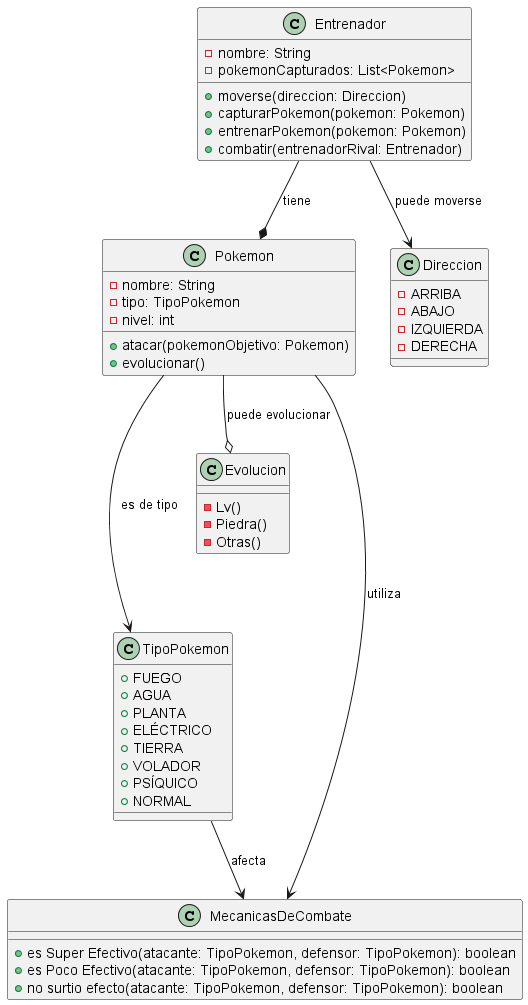 C Entrenador
nombre: String
pokemonCapturados: List<Pokemon>
moverse(direccion: Direccion)
capturarPokemon(pokemon: Pokemon)
entrenarPokemon(pokemon: Pokemon)
combatir(entrenadorRival: Entrenador)
tiene
puede moverse
C Pokemon
nombre: String
tipo: TipoPokemon
nivel: int
atacar(pokemonObjetivo: Pokemon)
evolucionar()
C Direccion
ARRIBA
ABAJO
IZQUIERDA
DERECHA
puede evolucionar
C Evolucion
Lv()
Piedra()
Otras()
es de tipo
utiliza
C TipoPokemon
FUEGO
AGUA
PLANTA
ELÉCTRICO
TIERRA
VOLADOR
PSÍQUICO
NORMAL
afecta
C MecanicasDeCombate
es Super Efectivo(atacante: TipoPokemon, defensor: TipoPokemon): boolean
es Poco Efectivo(atacante: TipoPokemon, defensor: TipoPokemon): boolean
no surtio efecto(atacante: TipoPokemon, defensor: TipoPokemon): boolean